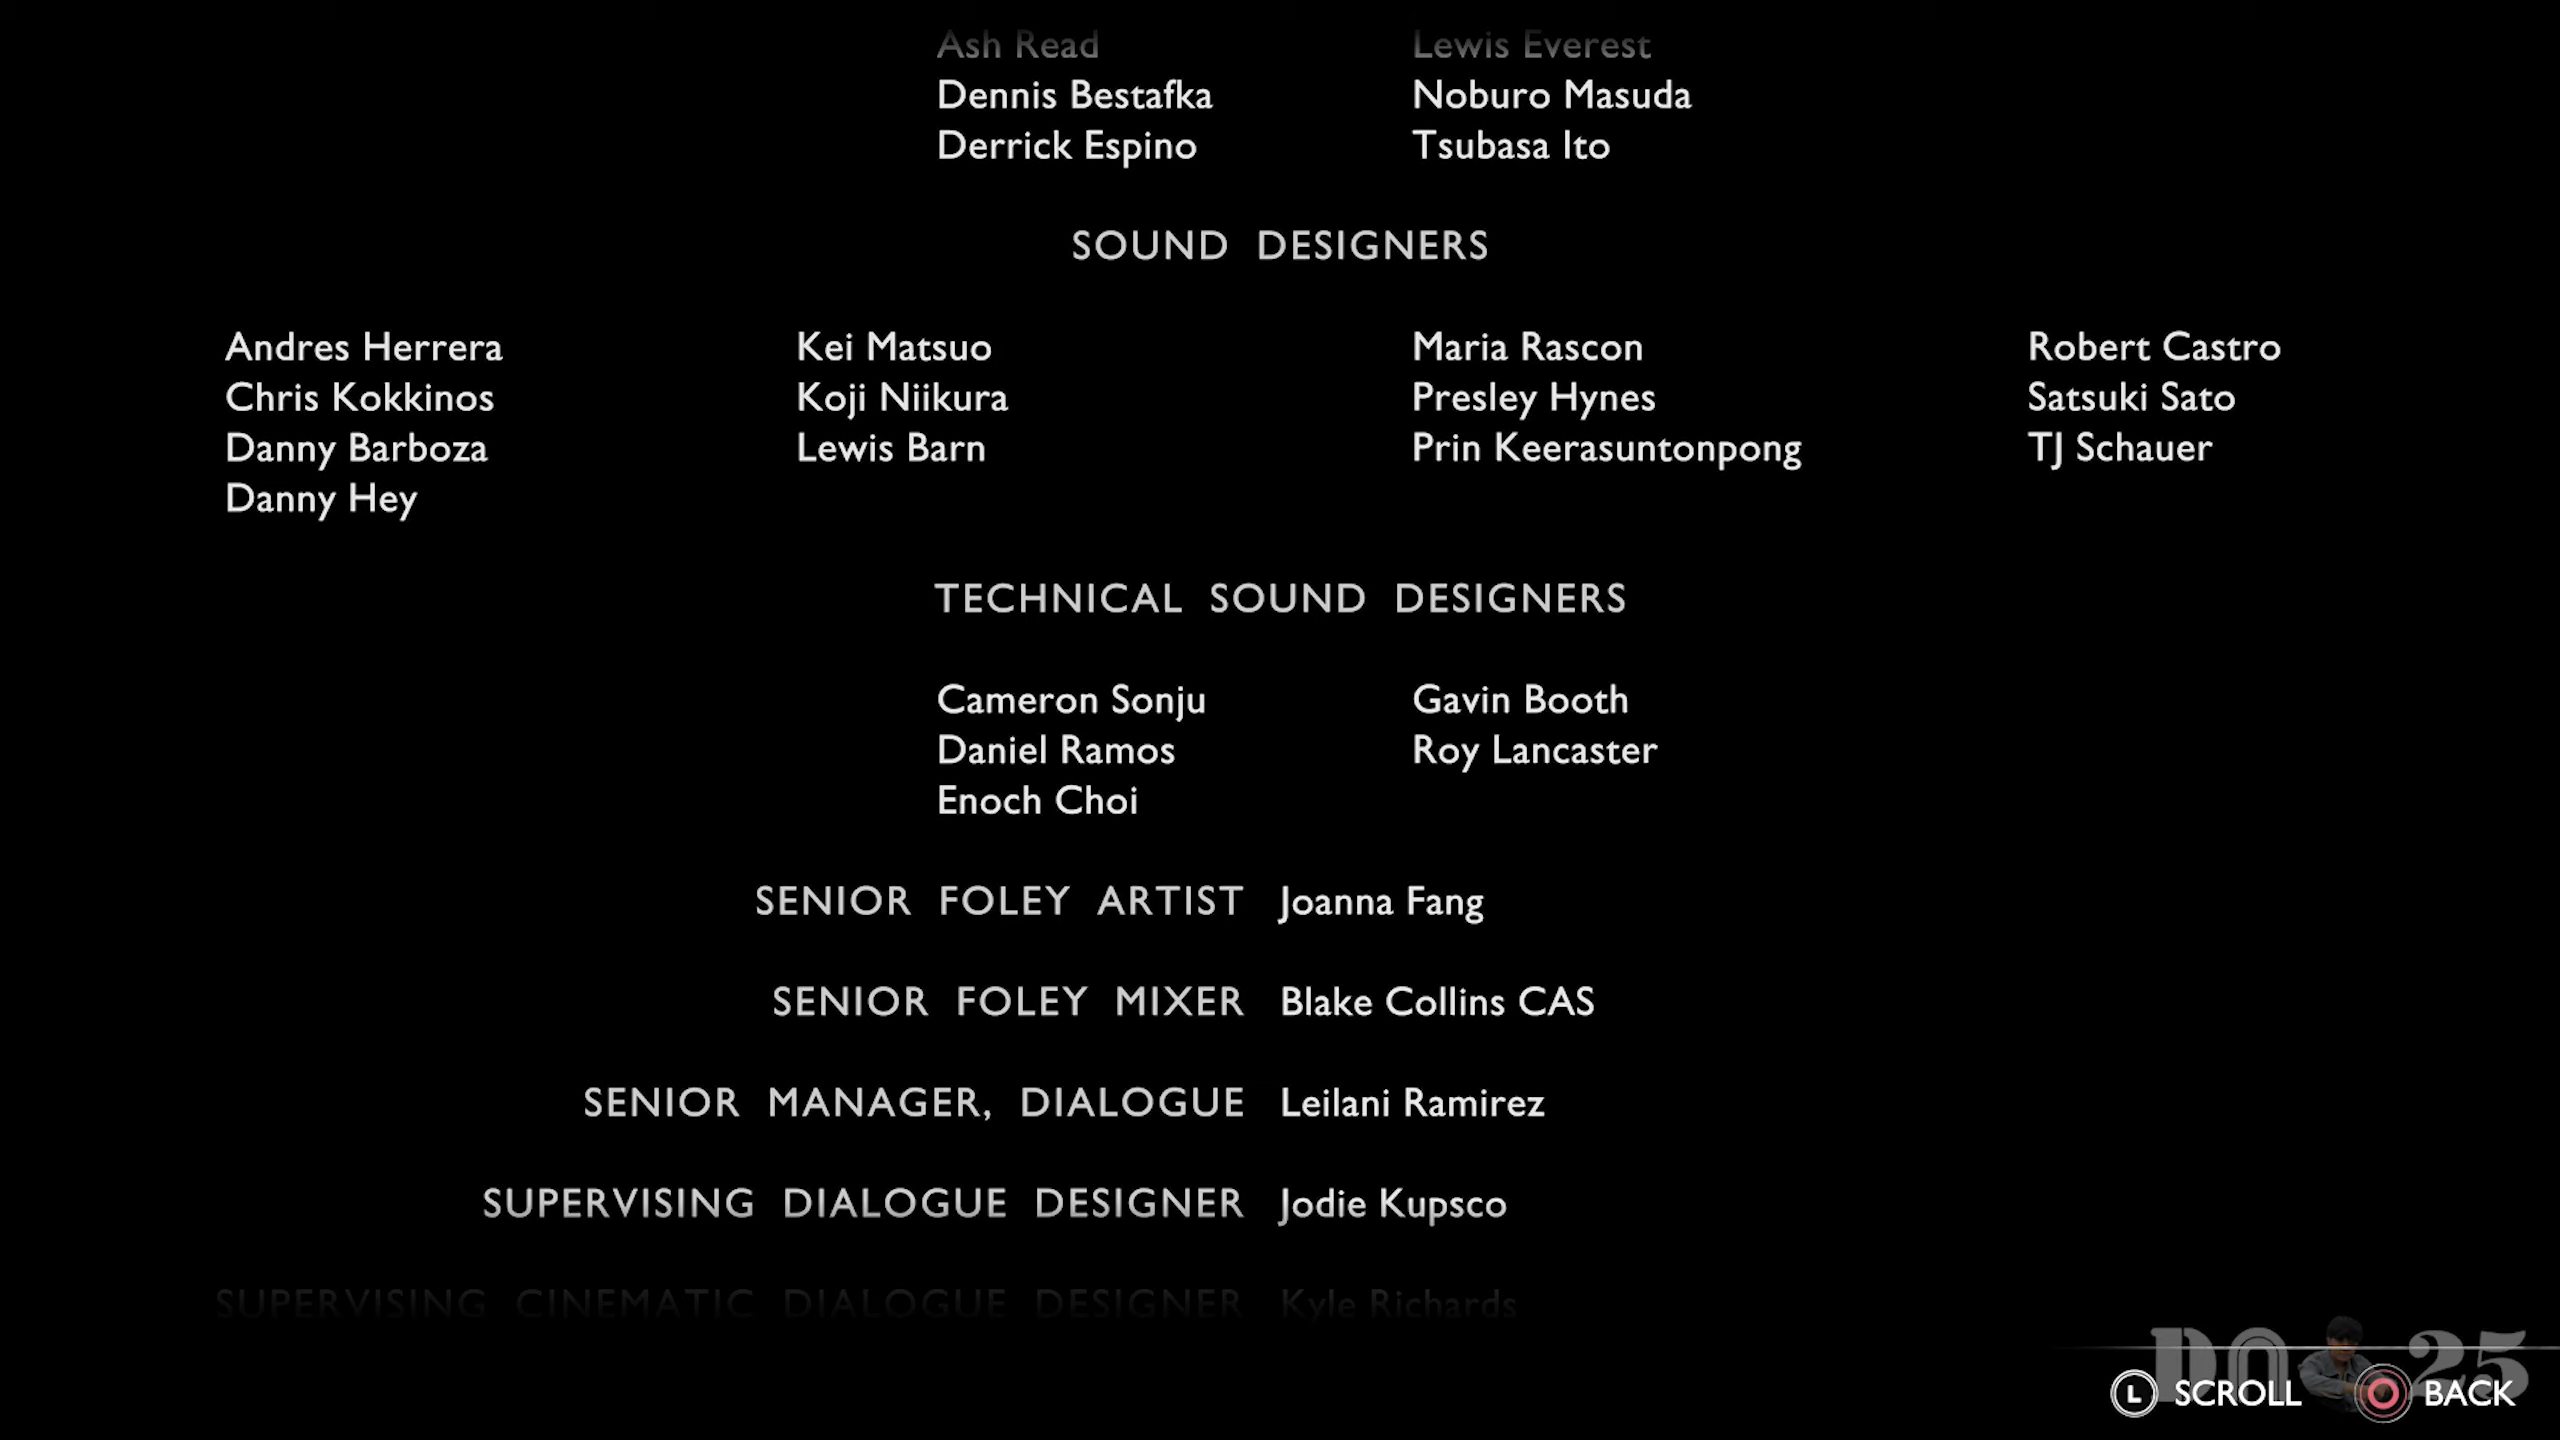 Ash Read Lewis Everest
Dennis Bestafka Noburo Masuda
Derrick Espino Tsubasa Ito
SOUND DESIGNERS
Andres Herrera Kei Matsuo Maria Rascon Robert Castro
Chris Kokkinos Koji Niikura Presley Hynes Satsuki Sato
Danny Barboza Lewis Barn Prin Keerasuntonpong TJ Schauer
Danny Hey
TECHNICAL SOUND DESIGNERS
Cameron Sonju Gavin Booth
Daniel Ramos Roy Lancaster
Enoch Choi
SENIOR FOLEY ARTIST Joanna Fang
SENIOR FOLEY MIXER Blake Collins CAS
SENIOR MANAGER, DIALOGUE Leilani Ramirez
SUPERVISING DIALOGUE DESIGNER Jodie Kupsco
SUPERVISING CINEMATIC DIALOGUE DESIGNER Kyle Richards
L SCROLL BACK